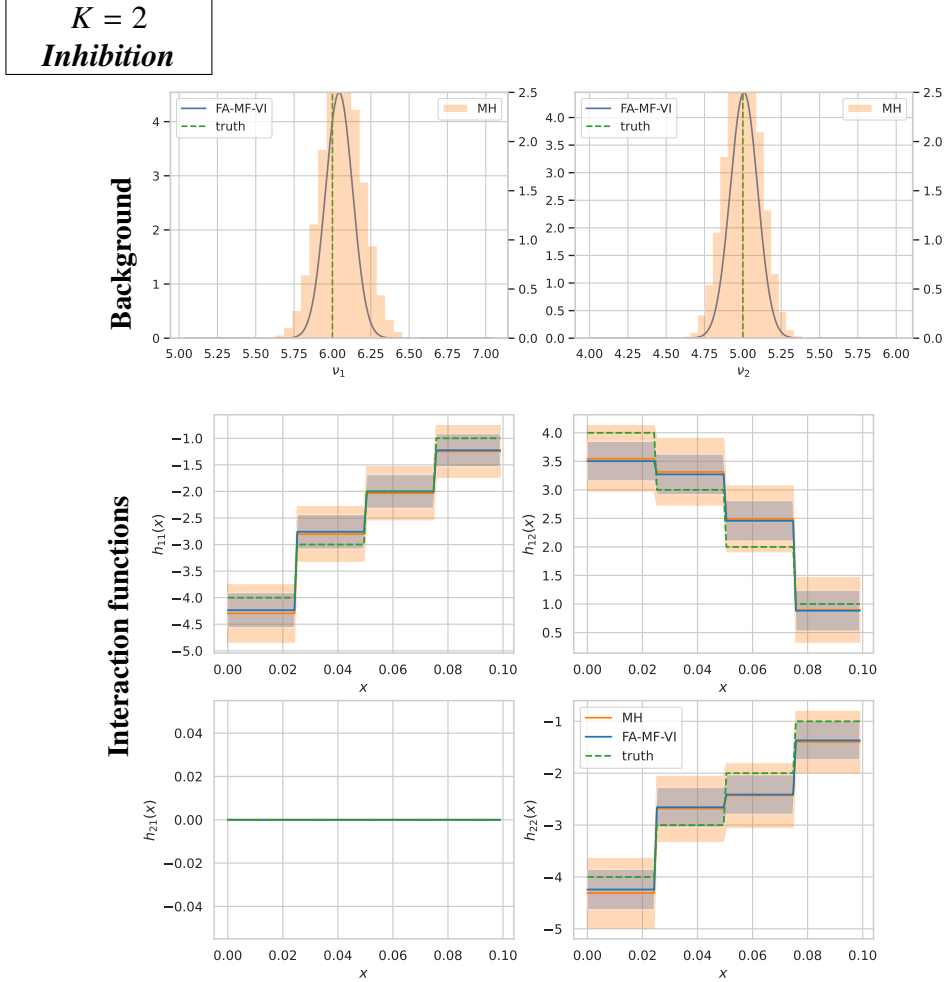 K = 2
Inhibition
Background
FA-MF-VI
truth
MH
4
3
2
1
0
2.5
2.0
1.5
1.0
0.5
0.0
5.00 5.25 5.50 5.75 6.00 6.25 6.50 6.75 7.00
ν1
FA-MF-VI
truth
MH
4.0
3.5
3.0
2.5
2.0
1.5
1.0
0.5
0.0
2.5
2.0
1.5
1.0
0.5
0.0
4.00 4.25 4.50 4.75 5.00 5.25 5.50 5.75 6.00
ν2
Interaction functions
h11(x)
−1.0
−1.5
−2.0
−2.5
−3.0
−3.5
−4.0
−4.5
−5.0
0.00 0.02 0.04 0.06 0.08 0.10
x
h12(x)
4.0
3.5
3.0
2.5
2.0
1.5
1.0
0.5
0.00 0.02 0.04 0.06 0.08 0.10
x
h21(x)
0.04
0.02
0.00
−0.02
−0.04
0.00 0.02 0.04 0.06 0.08 0.10
x
h22(x)
MH
FA-MF-VI
truth
−1
−2
−3
−4
−5
0.00 0.02 0.04 0.06 0.08 0.10
x